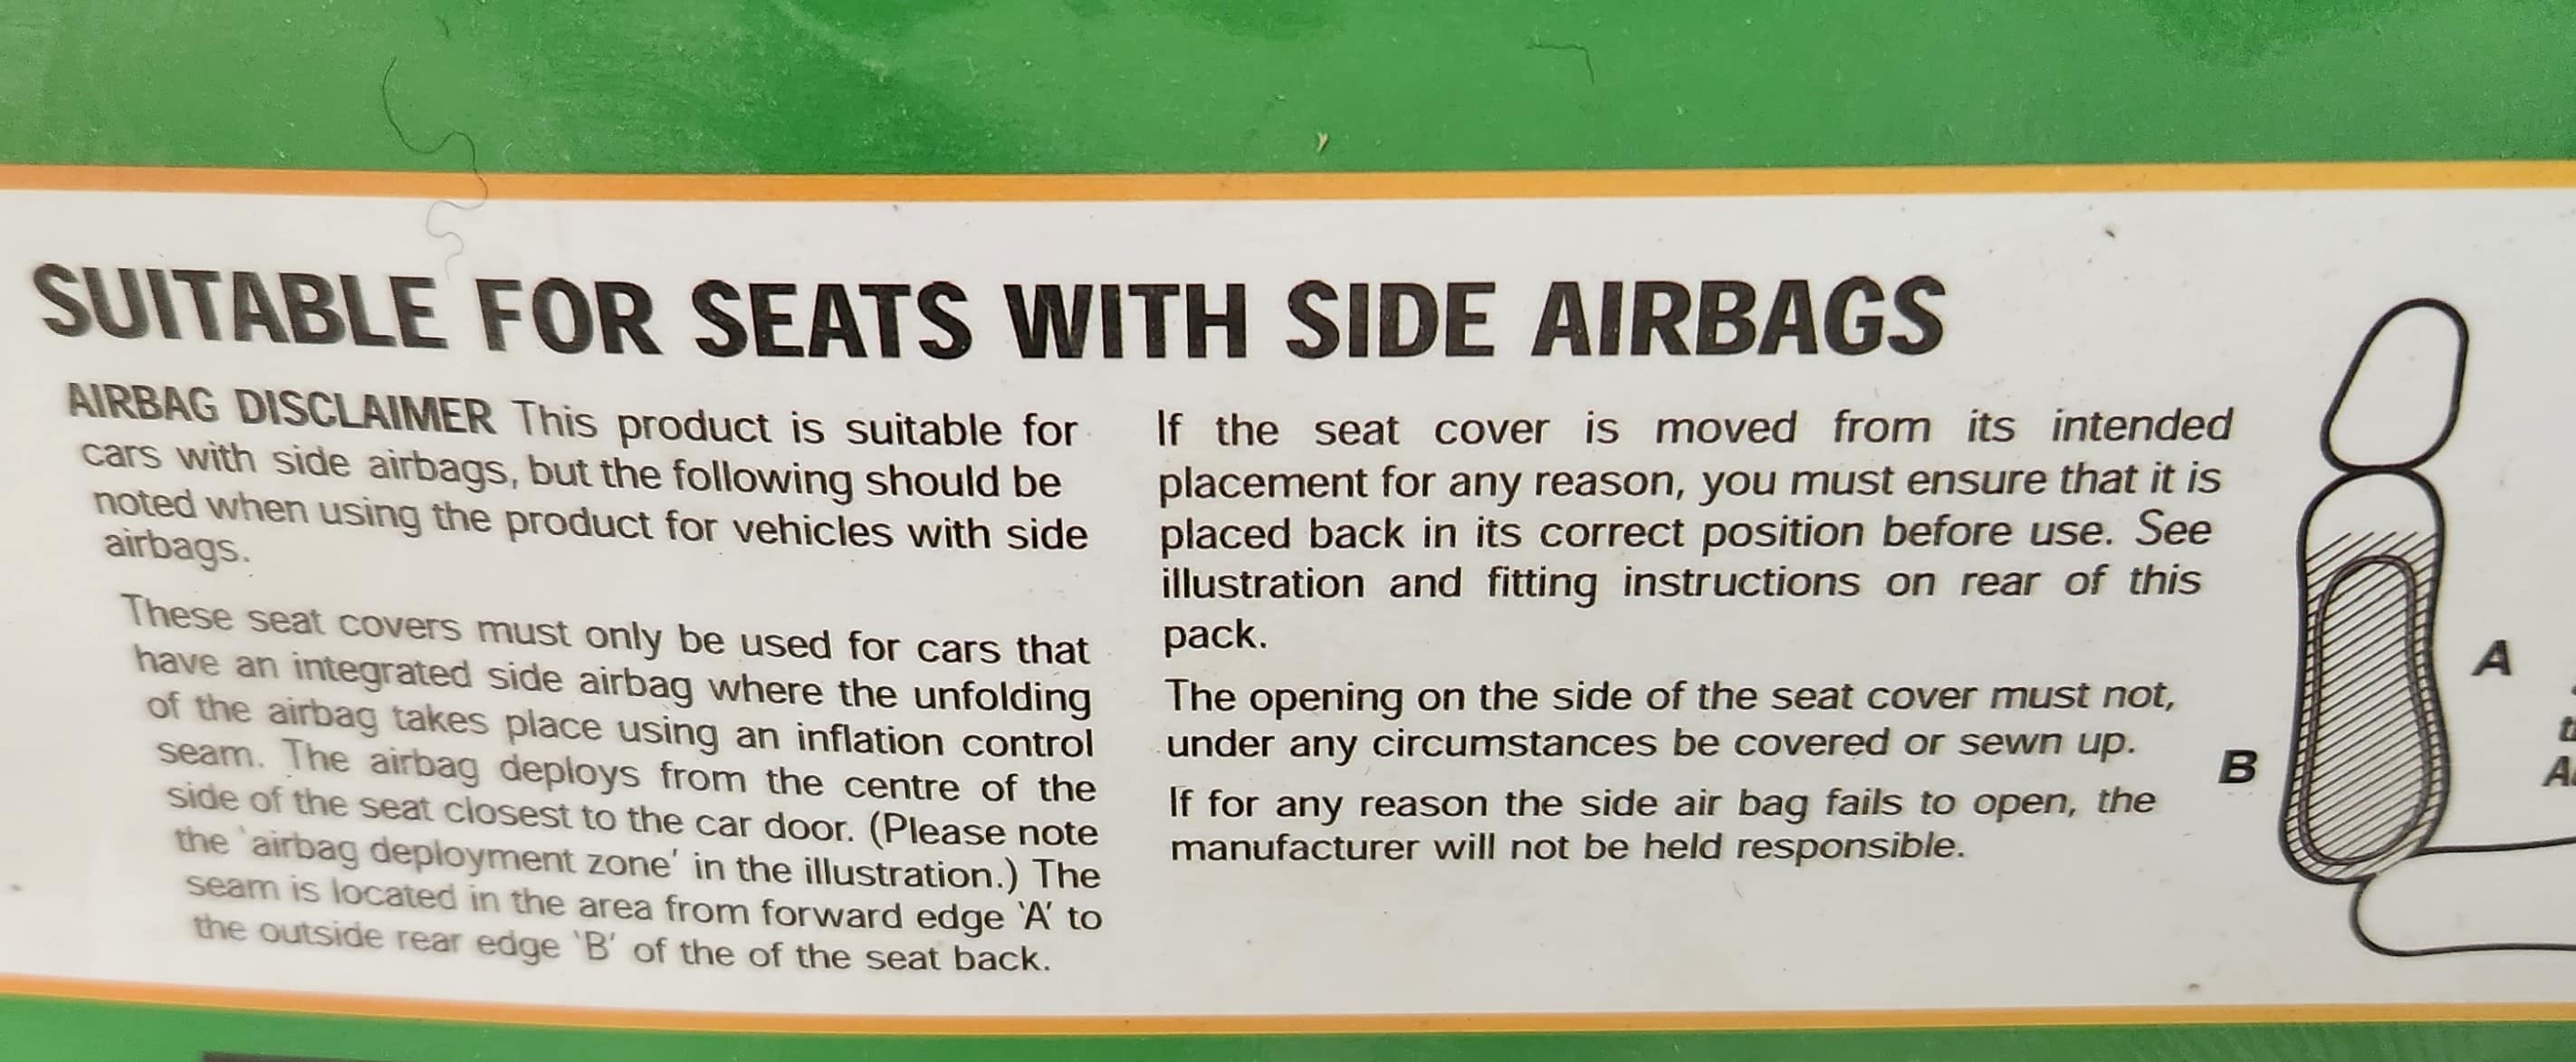 SUITABLE FOR SEATS WITH SIDE AIRBAGS
AIRBAG DISCLAIMER This product is suitable for
cars with side airbags, but the following should be
noted when using the product for vehicles with side
airbags.
These seat covers must only be used for cars that
have an integrated side airbag where the unfolding
of the airbag takes place using an inflation control
seam. The airbag deploys from the centre of the
side of the seat closest to the car door. (Please note
the 'airbag deployment zone' in the illustration.) The
seam is located in the area from forward edge 'A' to
the outside rear edge 'B' of the of the seat back.
If the seat cover is moved from its intended
placement for any reason, you must ensure that it is
placed back in its correct position before use. See
illustration and fitting instructions on rear of this
pack.
The opening on the side of the seat cover must not,
under any circumstances be covered or sewn up.
If for any reason the side air bag fails to open, the
manufacturer will not be held responsible.
A
B